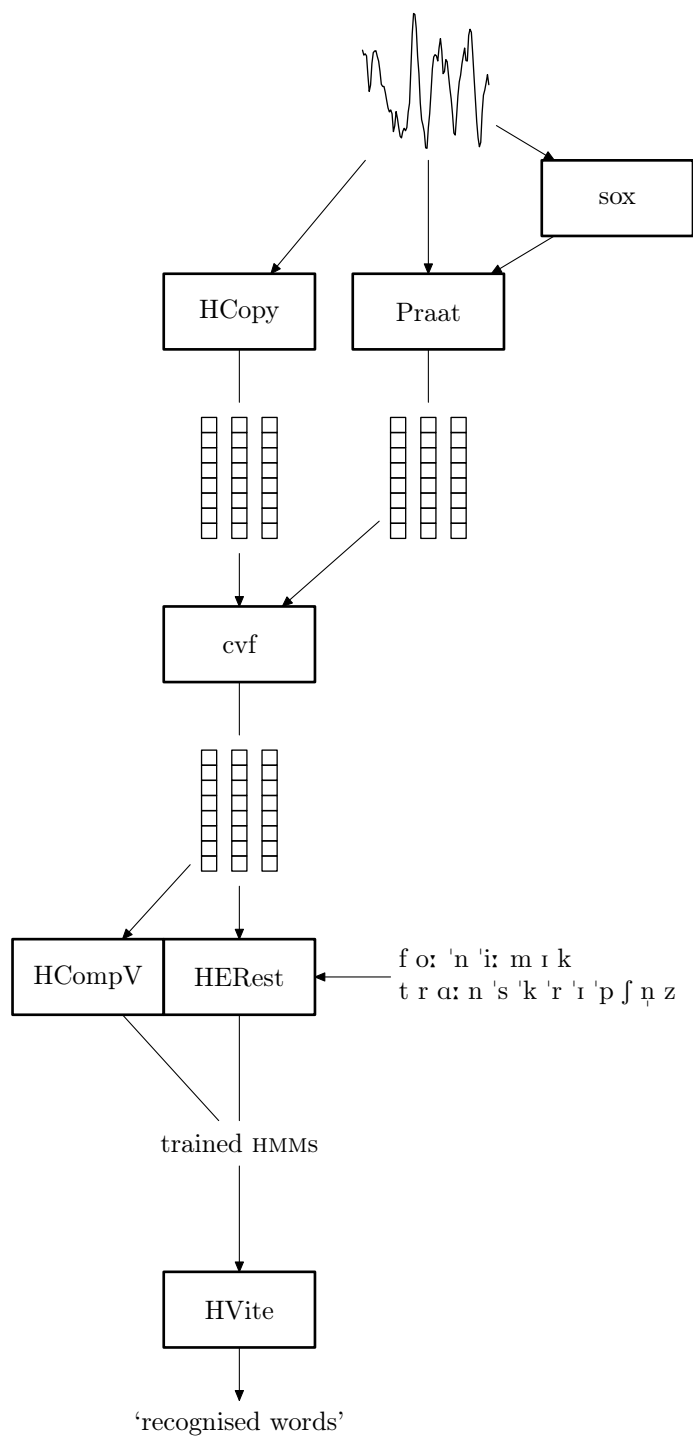 sox
HCopy
Praat
cvf
HCompV
HERest
f oː ˈn ˈiː m ɪ k
t r ɑː n ˈs ˈk ˈr ˈɪ ˈp ʃ n̩ z
trained HMMs
HVite
‘recognised words’